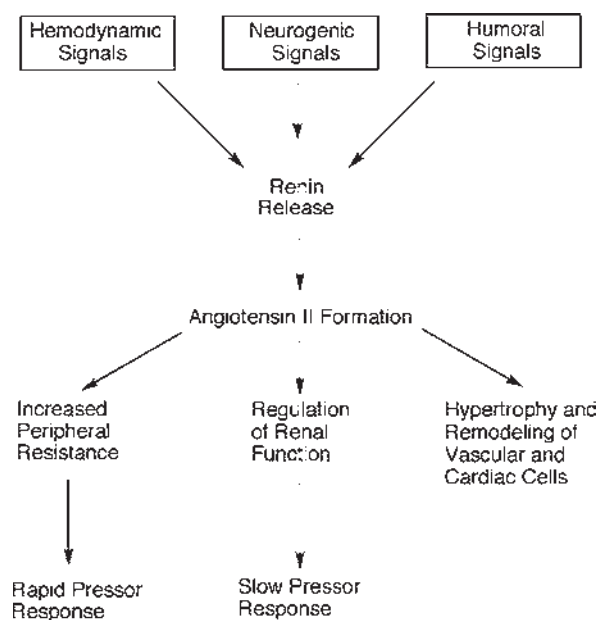 Hemodynamic
Signals
Neurogenic
Signals
Humoral
Signals
Renin
Release
Angiotensin II Formation
Increased
Peripheral
Resistance
Regulation
of Renal
Function
Hypertrophy and
Remodeling of
Vascular and
Cardiac Cells
Rapid Pressor
Response
Slow Pressor
Response